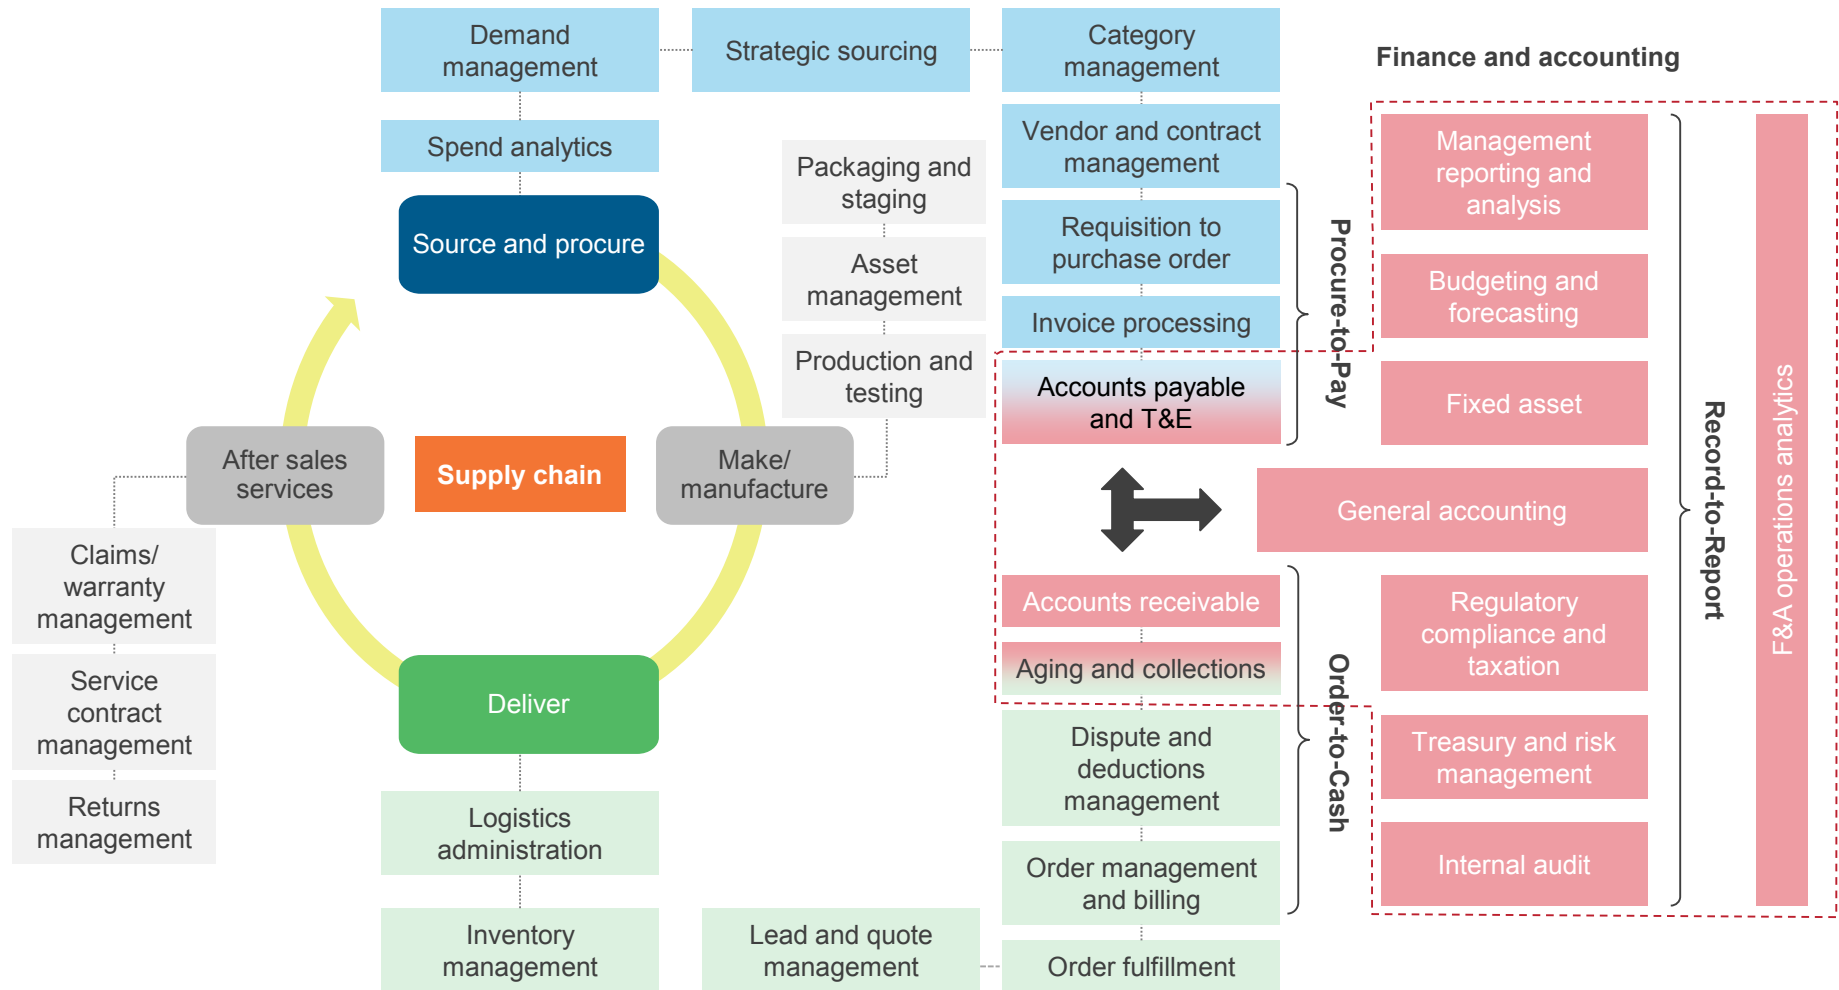 Demand
management
Strategic sourcing
Category
management
Finance and accounting
Spend analytics
Vendor and contract
management
Packaging and
staging
Management
reporting and
analysis
Source and procure
Requisition to
purchase order
Procure-to-Pay
Asset
management
Budgeting and
forecasting
Invoice processing
Production and
testing
Accounts payable
and T&E
Fixed asset
After sales
services
Supply chain
Make/
manufacture
General accounting
Record-to-Report
F&A operations analytics
Claims/
warranty
management
Accounts receivable
Regulatory
compliance and
taxation
Aging and collections
Order-to-Cash
Service
contract
management
Deliver
Dispute and
deductions
management
Treasury and risk
management
Returns
management
Logistics
administration
Order management
and billing
Internal audit
Inventory
management
Lead and quote
management
Order fulfillment